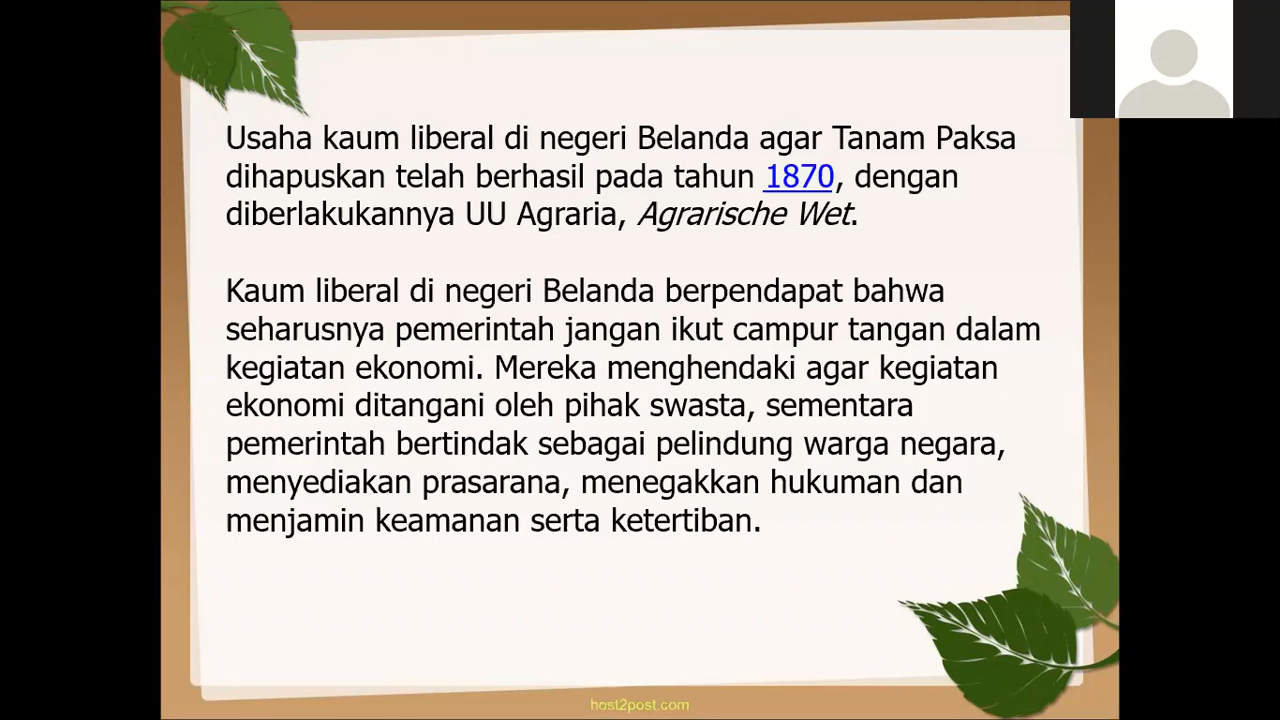 Usaha kaum liberal di negeri Belanda agar Tanam Paksa
dihapuskan telah berhasil pada tahun 1870, dengan
diberlakukannya UU Agraria, Agrarische Wet.
Kaum liberal di negeri Belanda berpendapat bahwa
seharusnya pemerintah jangan ikut campur tangan dalam
kegiatan ekonomi. Mereka menghendaki agar kegiatan
ekonomi ditangani oleh pihak swasta, sementara
pemerintah bertindak sebagai pelindung warga negara,
menyediakan prasarana, menegakkan hukuman dan
menjamin keamanan serta ketertiban.
host2post.com